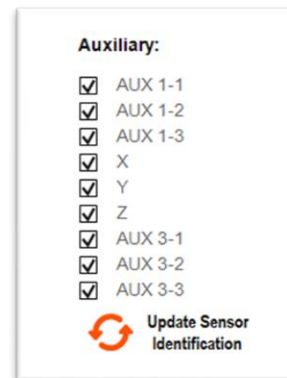 Auxiliary:
AUX 1-1
AUX 1-2
AUX 1-3
X
Y
Z
AUX 3-1
AUX 3-2
AUX 3-3
Update Sensor
Identification